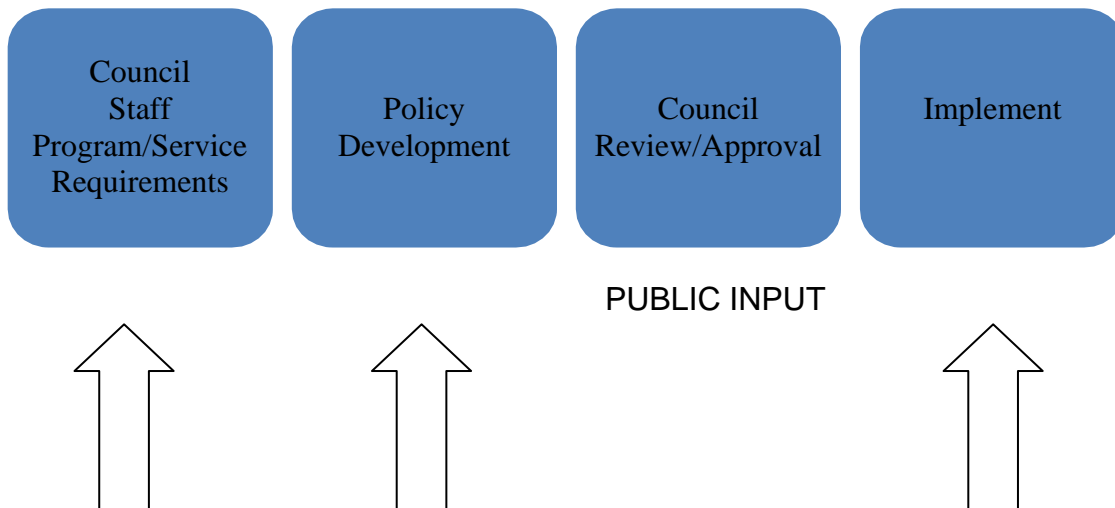 Council
Staff
Program/Service
Requirements
Policy
Development
Council
Review/Approval
Implement
PUBLIC INPUT